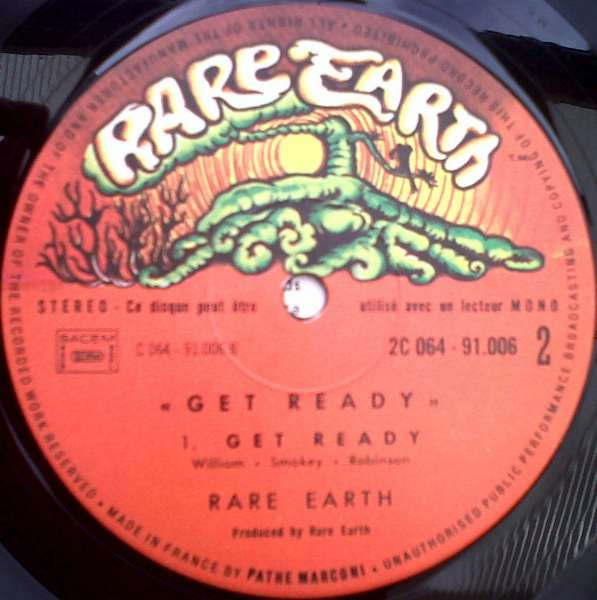 RARE EARTH
T.M.©
STEREO - Ce disque peut être utilisé avec un lecteur MONO
SACEM
C 064 - 91.006 B
2C 064 - 91.006 2
« GET READY »
1. GET READY
William - Smokey - Robinson
RARE EARTH
Produced by Rare Earth
ALL RIGHTS OF THE MANUFACTURER AND OF THE OWNER OF THE RECORDED WORK RESERVED • MADE IN FRANCE BY PATHE MARCONI • UNAUTHORISED PUBLIC PERFORMANCE BROADCASTING AND COPYING OF THIS RECORD PROHIBITED •